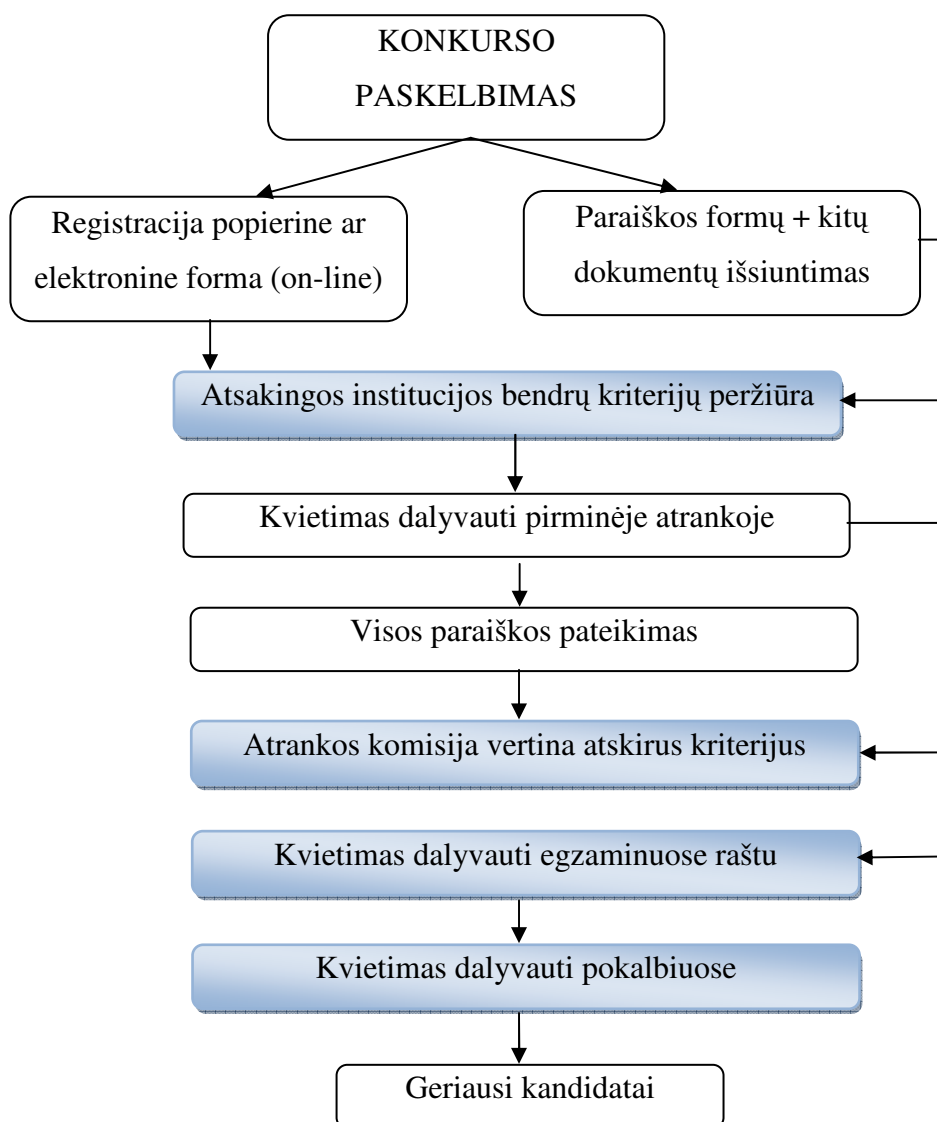 KONKURSO
PASKELBIMAS
Registracija popierine ar
elektronine forma (on-line)
Paraiškos formų + kitų
dokumentų išsiuntimas
Atsakingos institucijos bendrų kriterijų peržiūra
Kvietimas dalyvauti pirminėje atrankoje
Visos paraiškos pateikimas
Atrankos komisija vertina atskirus kriterijus
Kvietimas dalyvauti egzaminuose raštu
Kvietimas dalyvauti pokalbiuose
Geriausi kandidatai